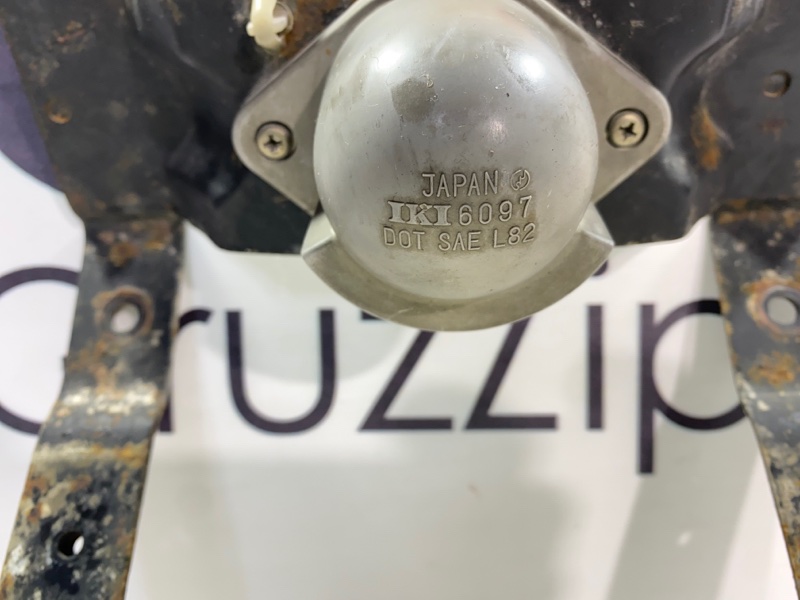 JAPAN
IKI 6097
DOT SAE L82
ruzzip